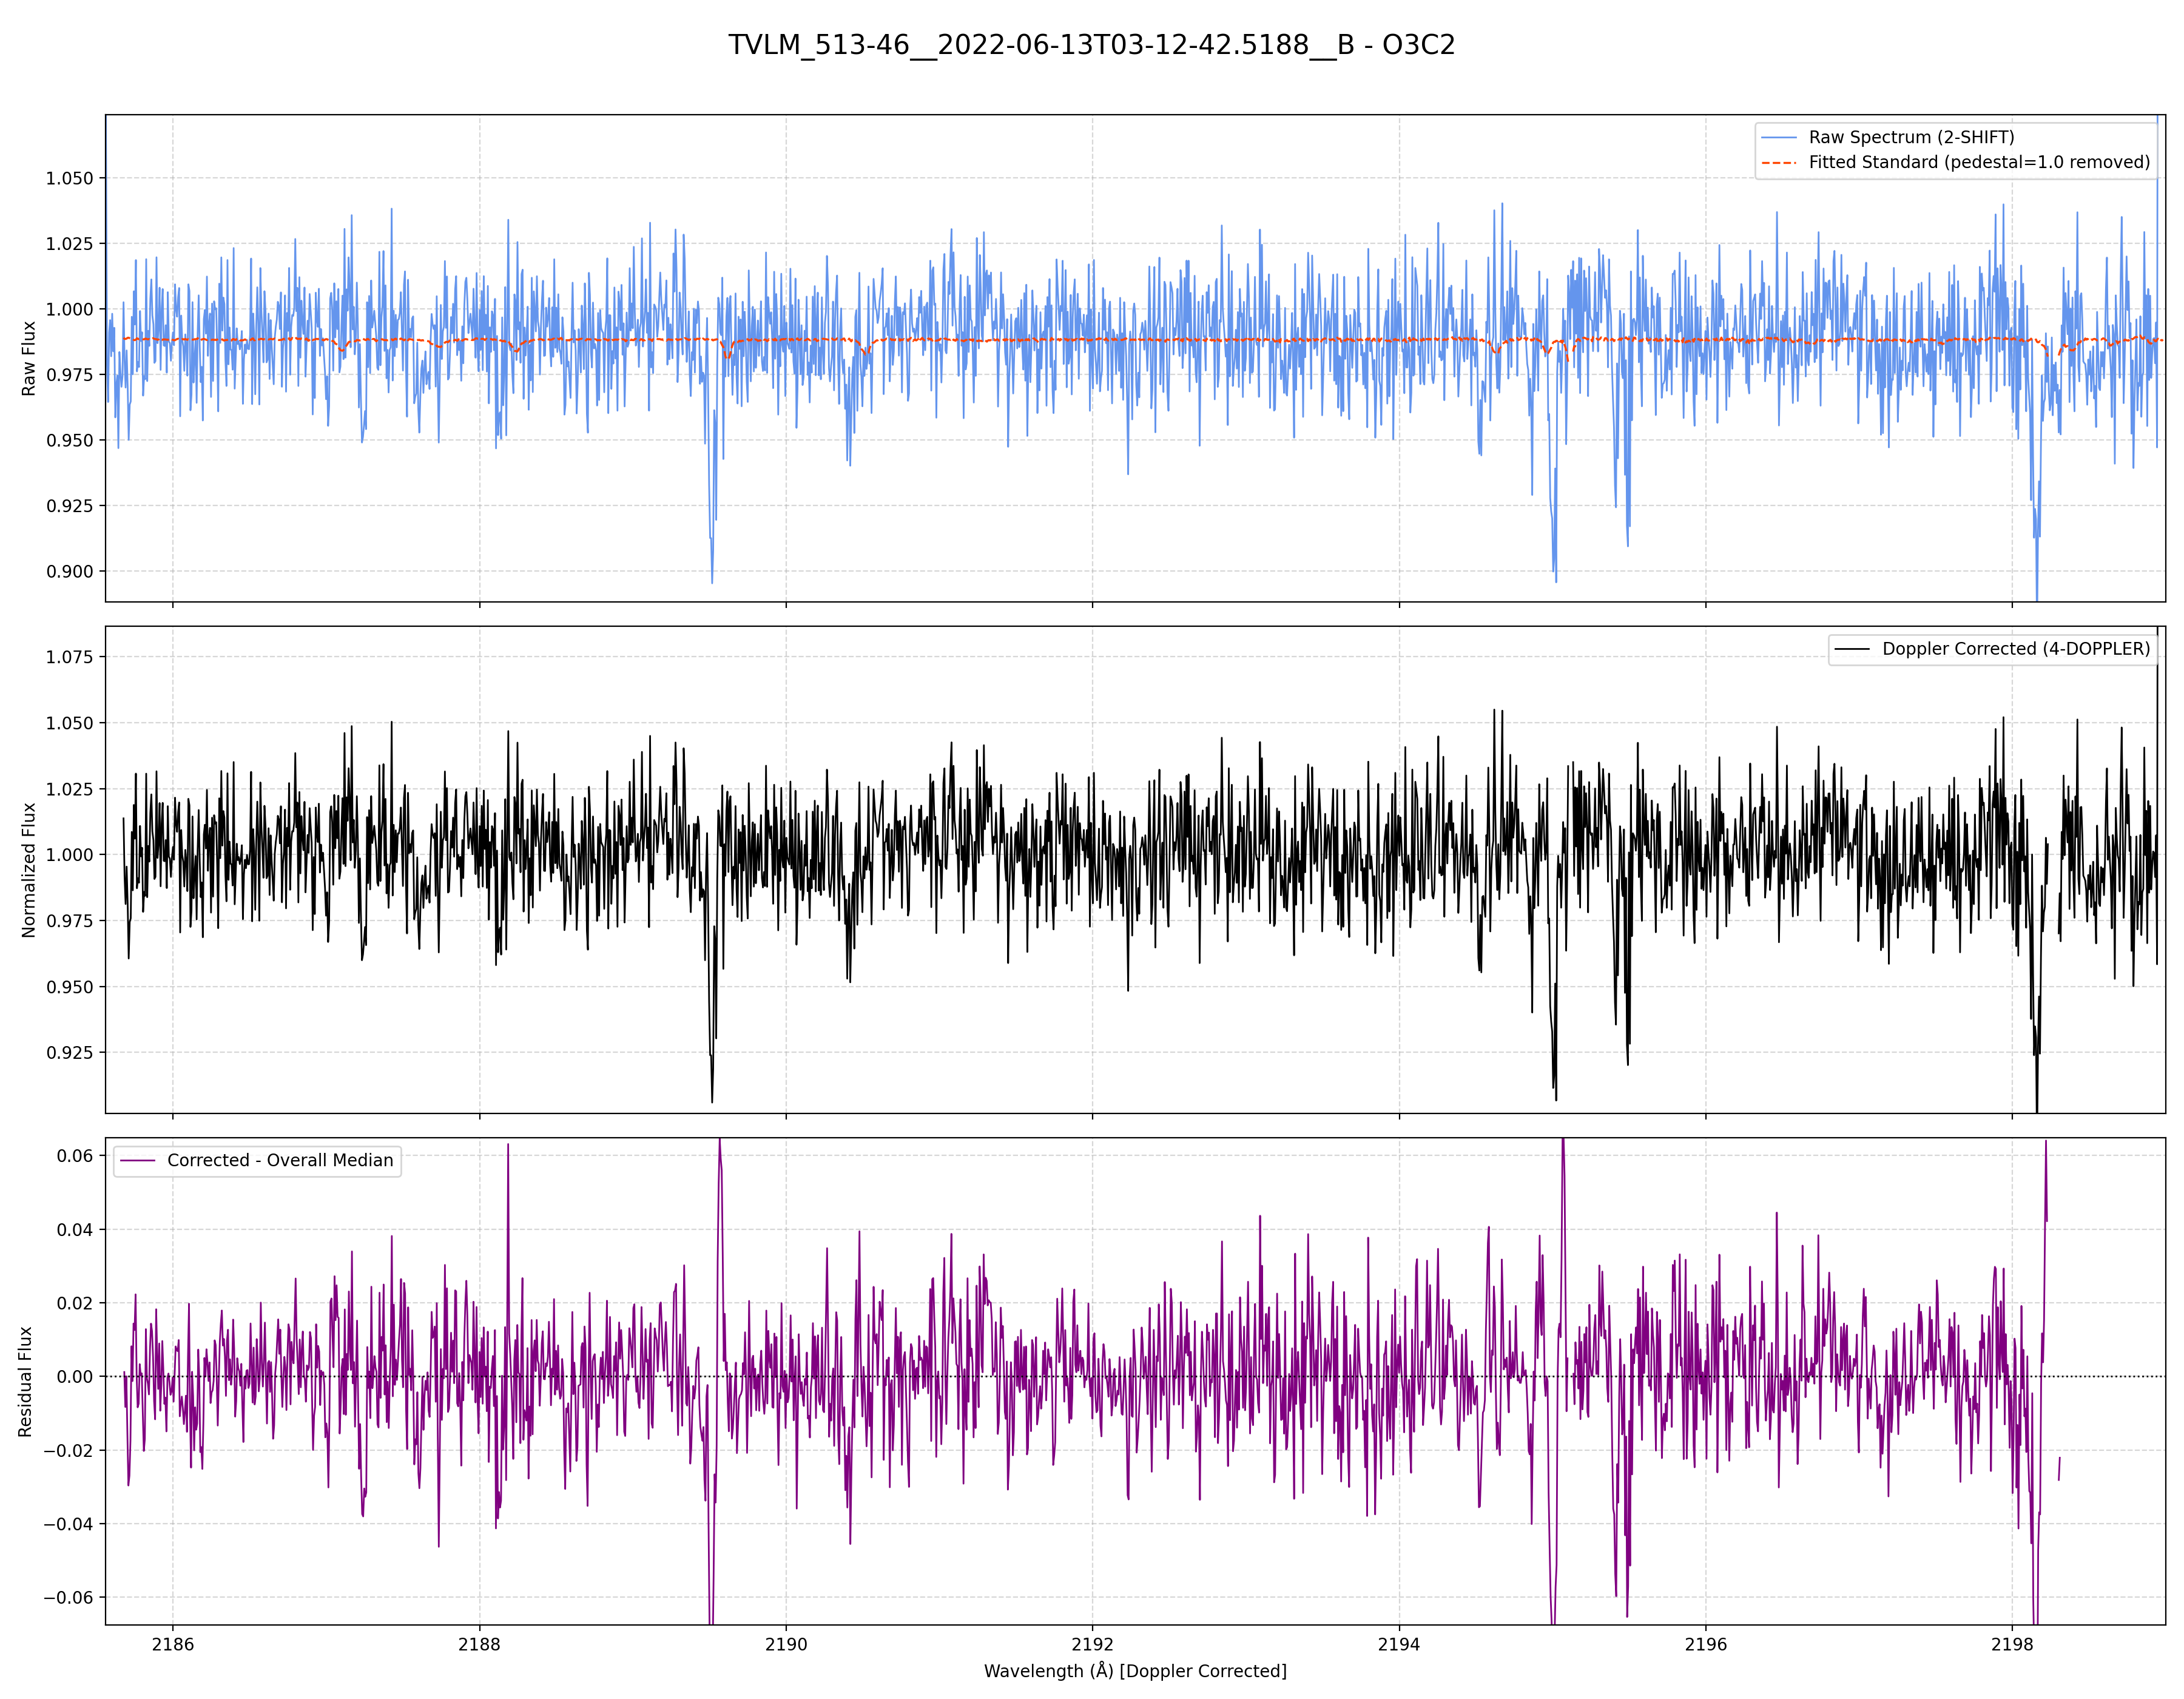 TVLM_513-46__2022-06-13T03-12-42.5188__B - O3C2
Raw Spectrum (2-SHIFT)
Fitted Standard (pedestal=1.0 removed)
Raw Flux
1.050
1.025
1.000
0.975
0.950
0.925
0.900
Doppler Corrected (4-DOPPLER)
Normalized Flux
1.075
1.050
1.025
1.000
0.975
0.950
0.925
Corrected - Overall Median
Residual Flux
0.06
0.04
0.02
0.00
−0.02
−0.04
−0.06
2186 2188 2190 2192 2194 2196 2198
Wavelength (Å) [Doppler Corrected]